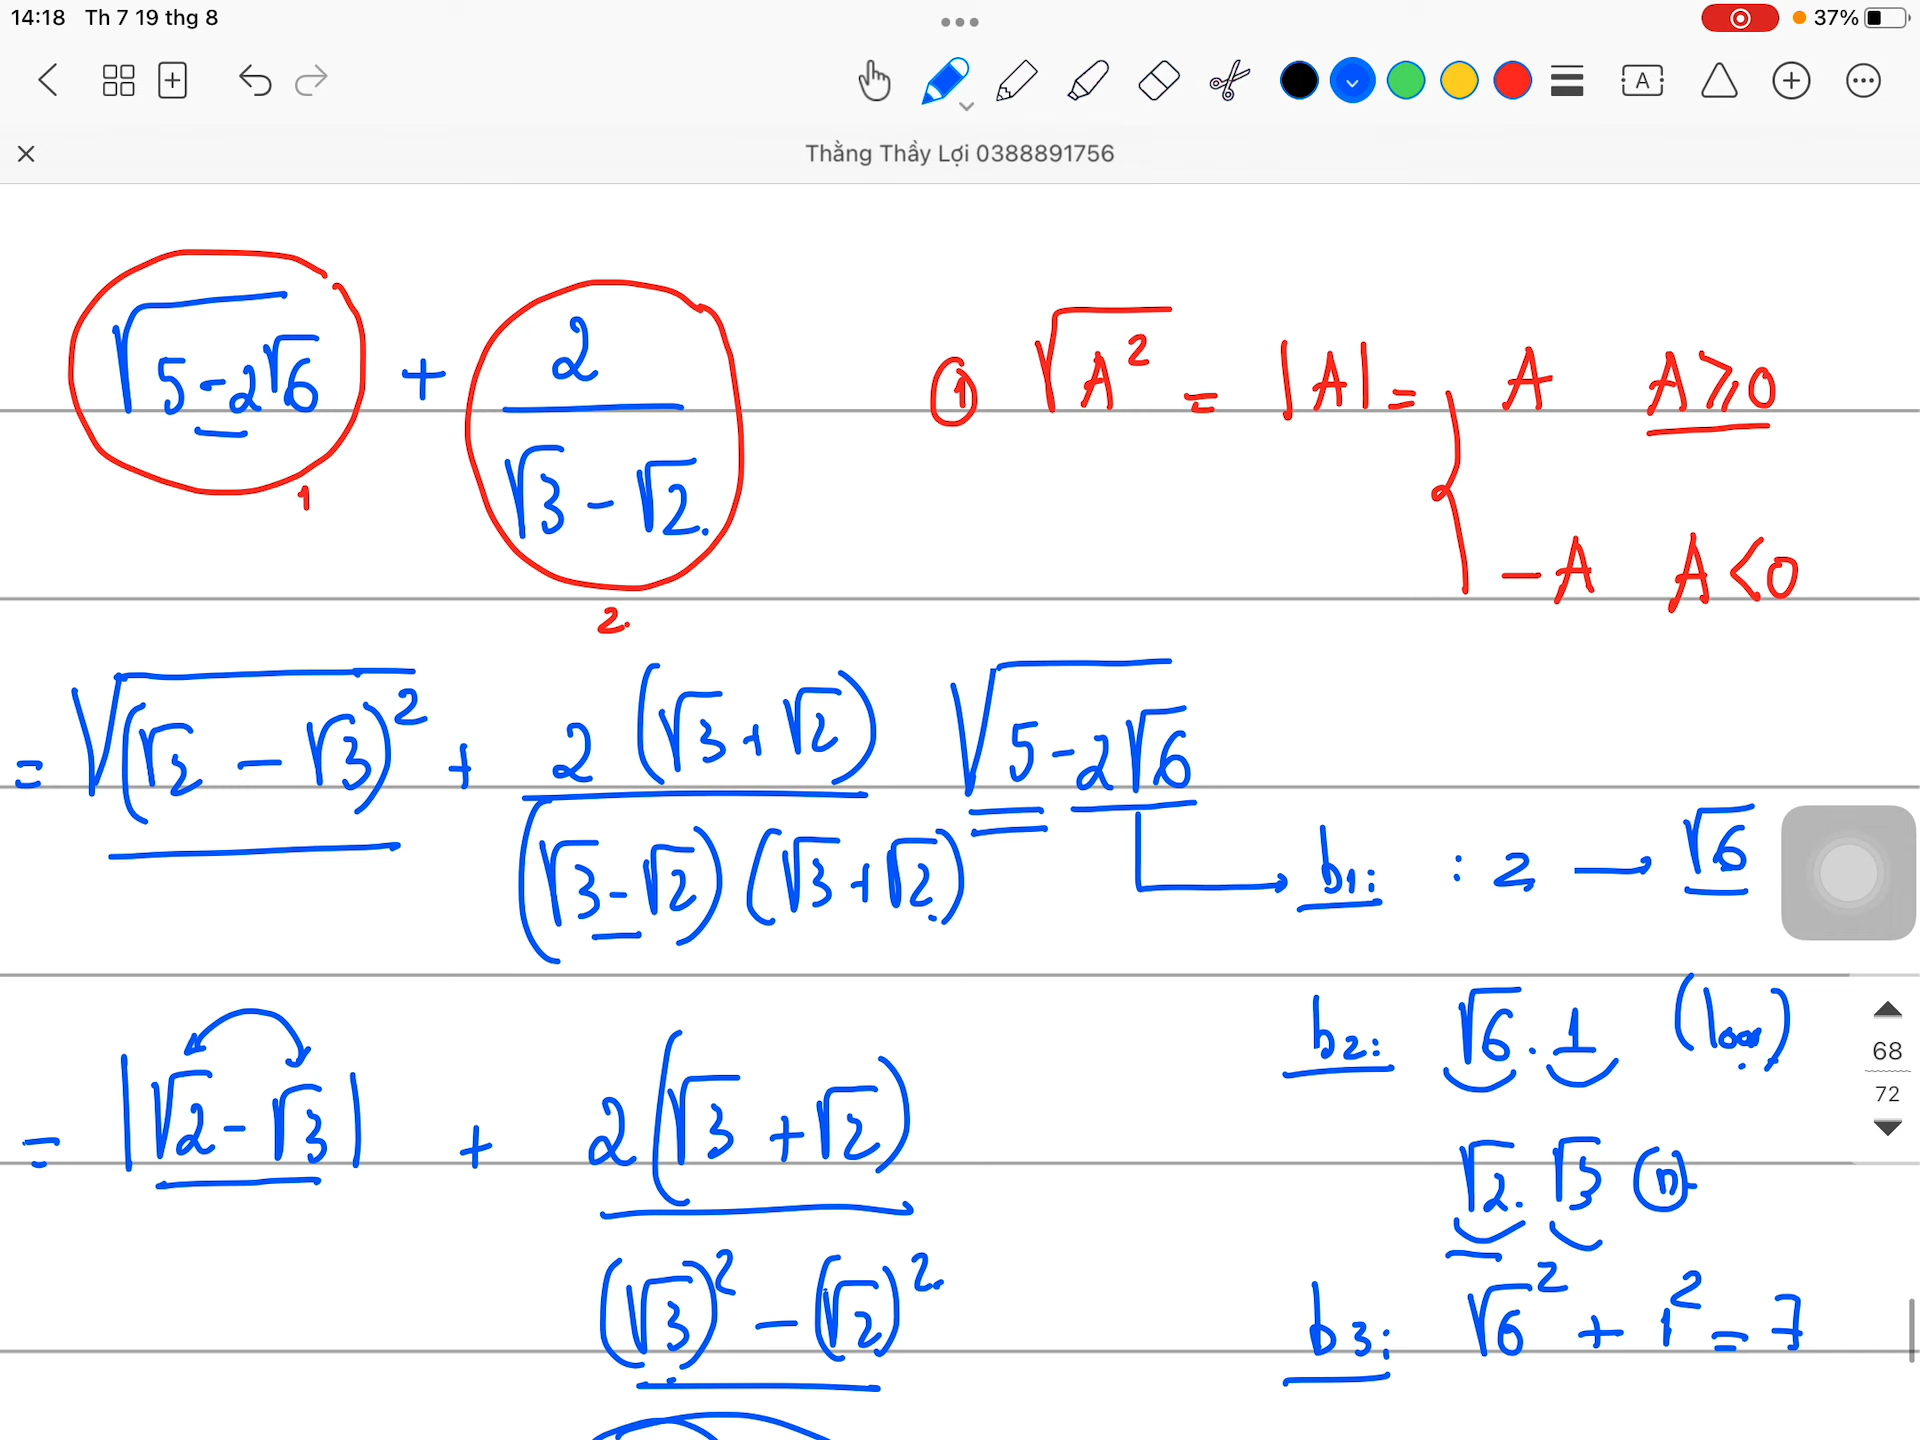 14:18 Th 7 19 thg 8
37%
A
Thằng Thầy Lợi 0388891756
√(5-2√6) + 2/(√3 - √2.)
1
2.
① √(A²) = |A| = { A A⩾0
-A A<0
= √((√2 - √3)²) + 2(√3+√2)/((√3-√2)(√3+√2))
√(5-2√6)
b1: : 2 → √6
b2: √6 . 1 (loại)
√2. √3 (n)
b3: √6² + 1² = 7
= |√2-√3| + 2(√3+√2)/((√3)² - (√2)²)
68
72